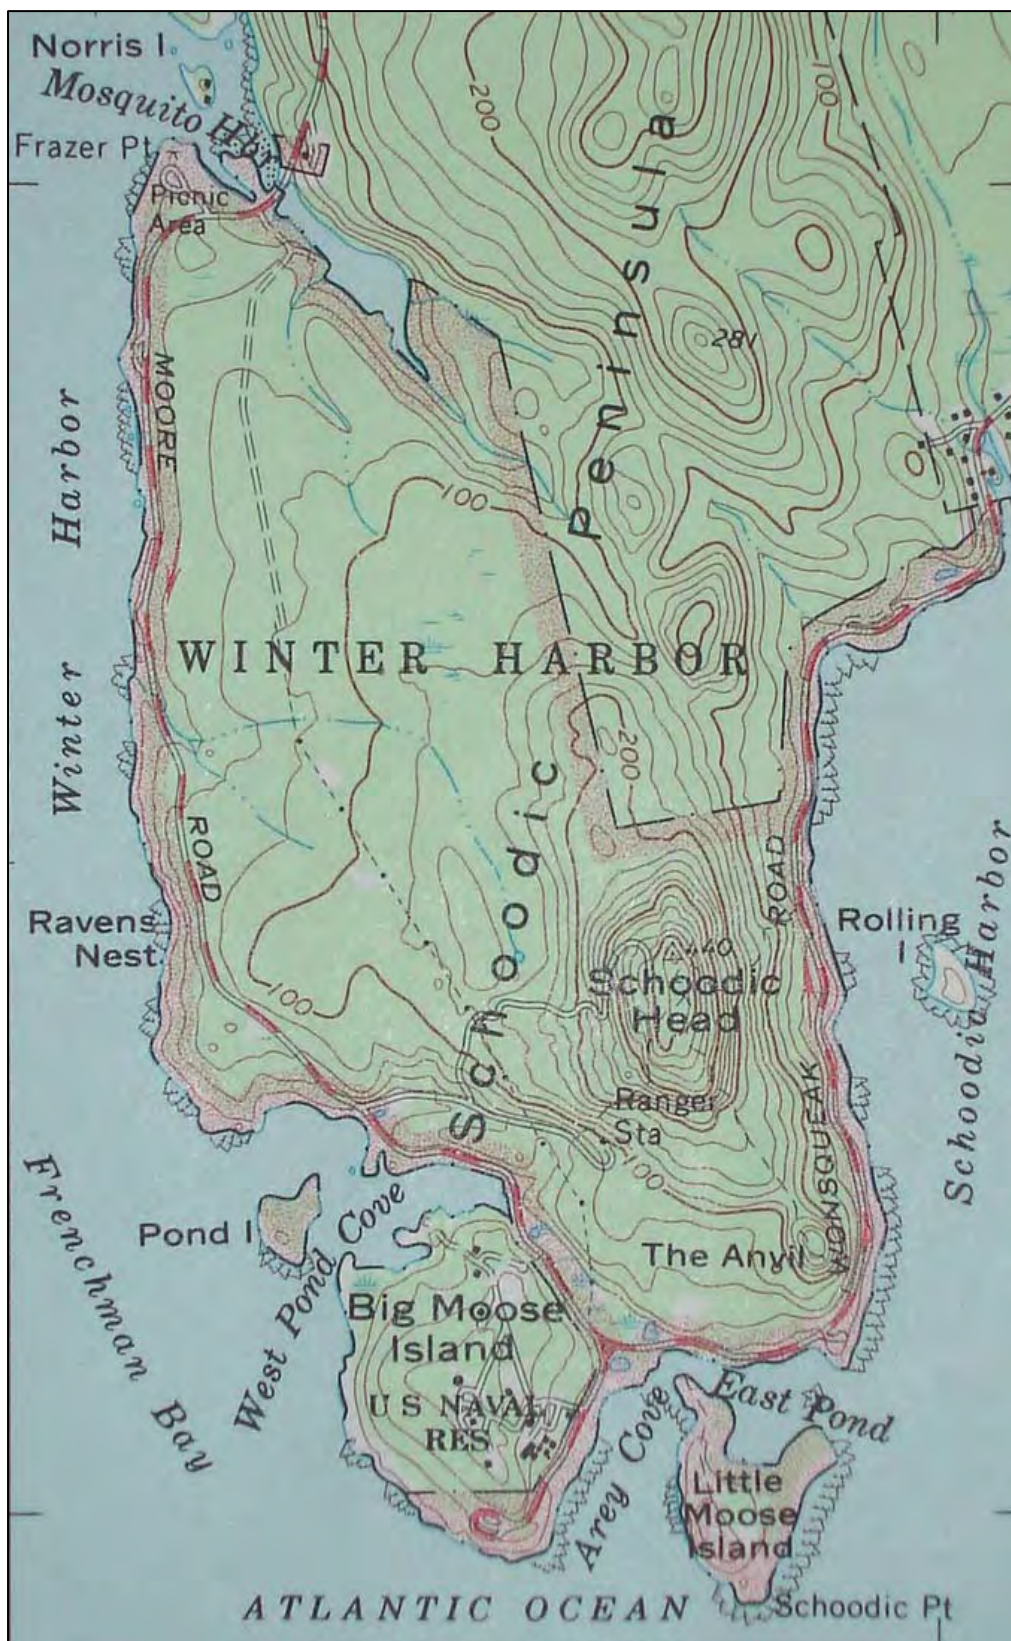 Norris I
Mosquito Hbr
Frazer Pt
Picnic
Area
200
100
281
Schoodic Peninsula
MOORE
ROAD
Winter Harbor
100
WINTER HARBOR
200
Ravens
Nest
100
440
Schoodic
Head
WONSQUEAK
ROAD
Rolling
I
Schoodic Harbor
Ranger
Sta
100
Pond I
West Pond Cove
Frenchman Bay
The Anvil
Big Moose
Island
U S NAVAL
RES
East Pond
Arey Cove
Little
Moose
Island
Schoodic Pt
ATLANTIC OCEAN